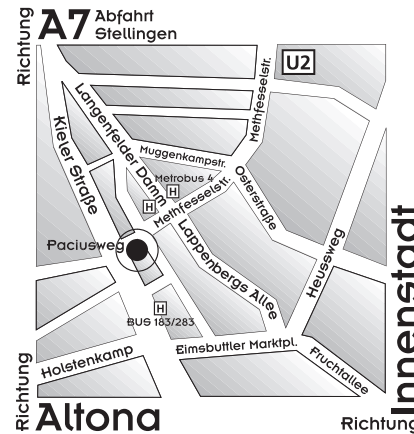 Richtung
A7 Abfahrt
Stellingen
U2
Methfesselstr.
Langenfelder Damm
Kieler Straße
Muggenkampstr.
Metrobus 4
H
H
Methfesselstr.
Osterstraße
Paciusweg
Lappenbergs Allee
Heussweg
H
BUS 183/283
Eimsbuttler Marktpl.
Holstenkamp
Fruchtallee
Richtung
Altona
Richtung
Innenstadt